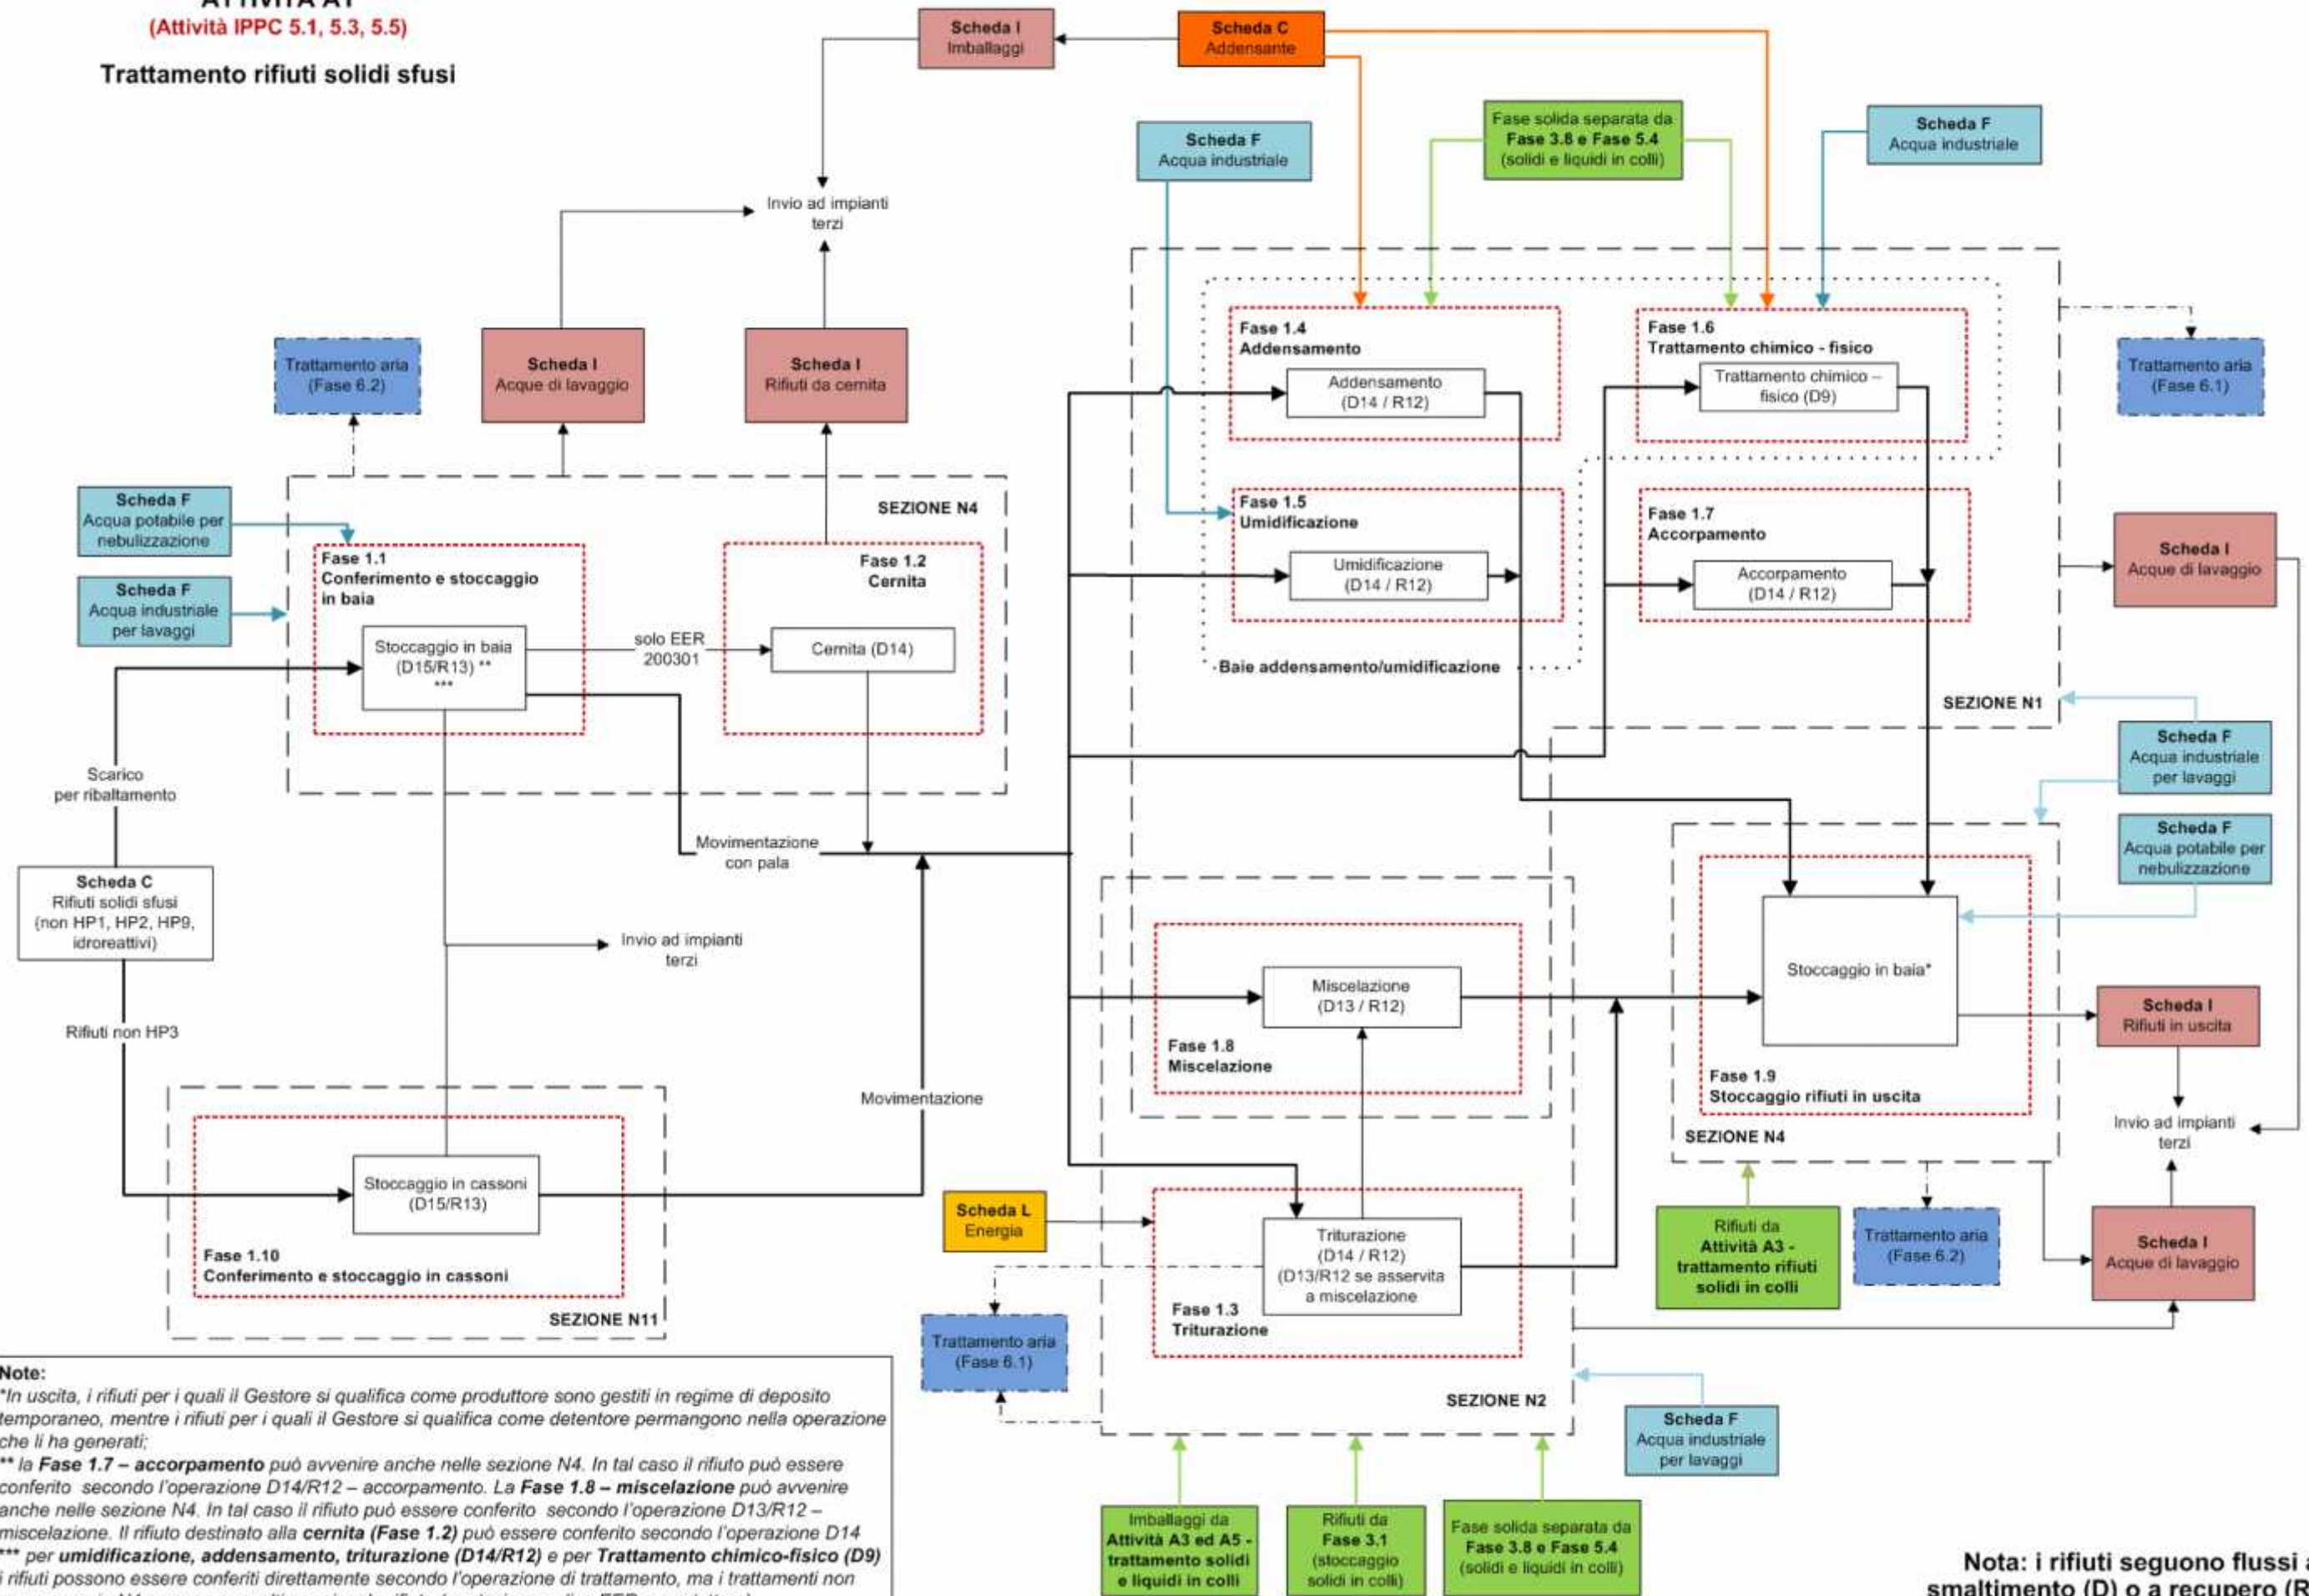 ATTIVITÀ A1
(Attività IPPC 5.1, 5.3, 5.5)
Trattamento rifiuti solidi sfusi
Scheda I
Imballaggi
Scheda C
Addensante
Scheda F
Acqua industriale
Fase solida separata da
Fase 3.8 e Fase 5.4
(solidi e liquidi in colli)
Scheda F
Acqua industriale
Invio ad impianti
terzi
Trattamento aria
(Fase 6.2)
Scheda I
Acque di lavaggio
Scheda I
Rifiuti da cernita
Fase 1.4
Addensamento
Addensamento
(D14 / R12)
Fase 1.6
Trattamento chimico - fisico
Trattamento chimico –
fisico (D9)
Trattamento aria
(Fase 6.1)
Scheda F
Acqua potabile per
nebulizzazione
Scheda F
Acqua industriale
per lavaggi
SEZIONE N4
Fase 1.1
Conferimento e stoccaggio
in baia
Stoccaggio in baia
(D15/R13) **
***
solo EER
200301
Fase 1.2
Cernita
Cernita (D14)
Fase 1.5
Umidificazione
Umidificazione
(D14 / R12)
Fase 1.7
Accorpamento
Accorpamento
(D14 / R12)
Baie addensamento/umidificazione
SEZIONE N1
Scheda I
Acque di lavaggio
Scheda F
Acqua industriale
per lavaggi
Scheda F
Acqua potabile per
nebulizzazione
Scarico
per ribaltamento
Movimentazione
con pala
Scheda C
Rifiuti solidi sfusi
(non HP1, HP2, HP9,
idroreattivi)
Invio ad impianti
terzi
Rifiuti non HP3
Movimentazione
Stoccaggio in cassoni
(D15/R13)
Fase 1.10
Conferimento e stoccaggio in cassoni
SEZIONE N11
Miscelazione
(D13 / R12)
Fase 1.8
Miscelazione
Stoccaggio in baia*
Fase 1.9
Stoccaggio rifiuti in uscita
SEZIONE N4
Scheda I
Rifiuti in uscita
Invio ad impianti
terzi
Scheda L
Energia
Triturazione
(D14 / R12)
(D13/R12 se asservita
a miscelazione
Fase 1.3
Triturazione
Trattamento aria
(Fase 6.1)
SEZIONE N2
Rifiuti da
Attività A3 -
trattamento rifiuti
solidi in colli
Trattamento aria
(Fase 6.2)
Scheda I
Acque di lavaggio
Scheda F
Acqua industriale
per lavaggi
Imballaggi da
Attività A3 ed A5 -
trattamento solidi
e liquidi in colli
Rifiuti da
Fase 3.1
(stoccaggio
solidi in colli)
Fase solida separata da
Fase 3.8 e Fase 5.4
(solidi e liquidi in colli)
Note:
*In uscita, i rifiuti per i quali il Gestore si qualifica come produttore sono gestiti in regime di deposito
temporaneo, mentre i rifiuti per i quali il Gestore si qualifica come detentore permangono nella operazione
che li ha generati;
** la Fase 1.7 – accorpamento può avvenire anche nelle sezione N4. In tal caso il rifiuto può essere
conferito secondo l'operazione D14/R12 – accorpamento. La Fase 1.8 – miscelazione può avvenire
anche nelle sezione N4. In tal caso il rifiuto può essere conferito secondo l'operazione D13/R12 –
miscelazione. Il rifiuto destinato alla cernita (Fase 1.2) può essere conferito secondo l'operazione D14
*** per umidificazione, addensamento, triturazione (D14/R12) e per Trattamento chimico-fisico (D9)
i rifiuti possono essere conferiti direttamente secondo l'operazione di trattamento, ma i trattamenti non
Nota: i rifiuti seguono flussi a
smaltimento (D) o a recupero (R